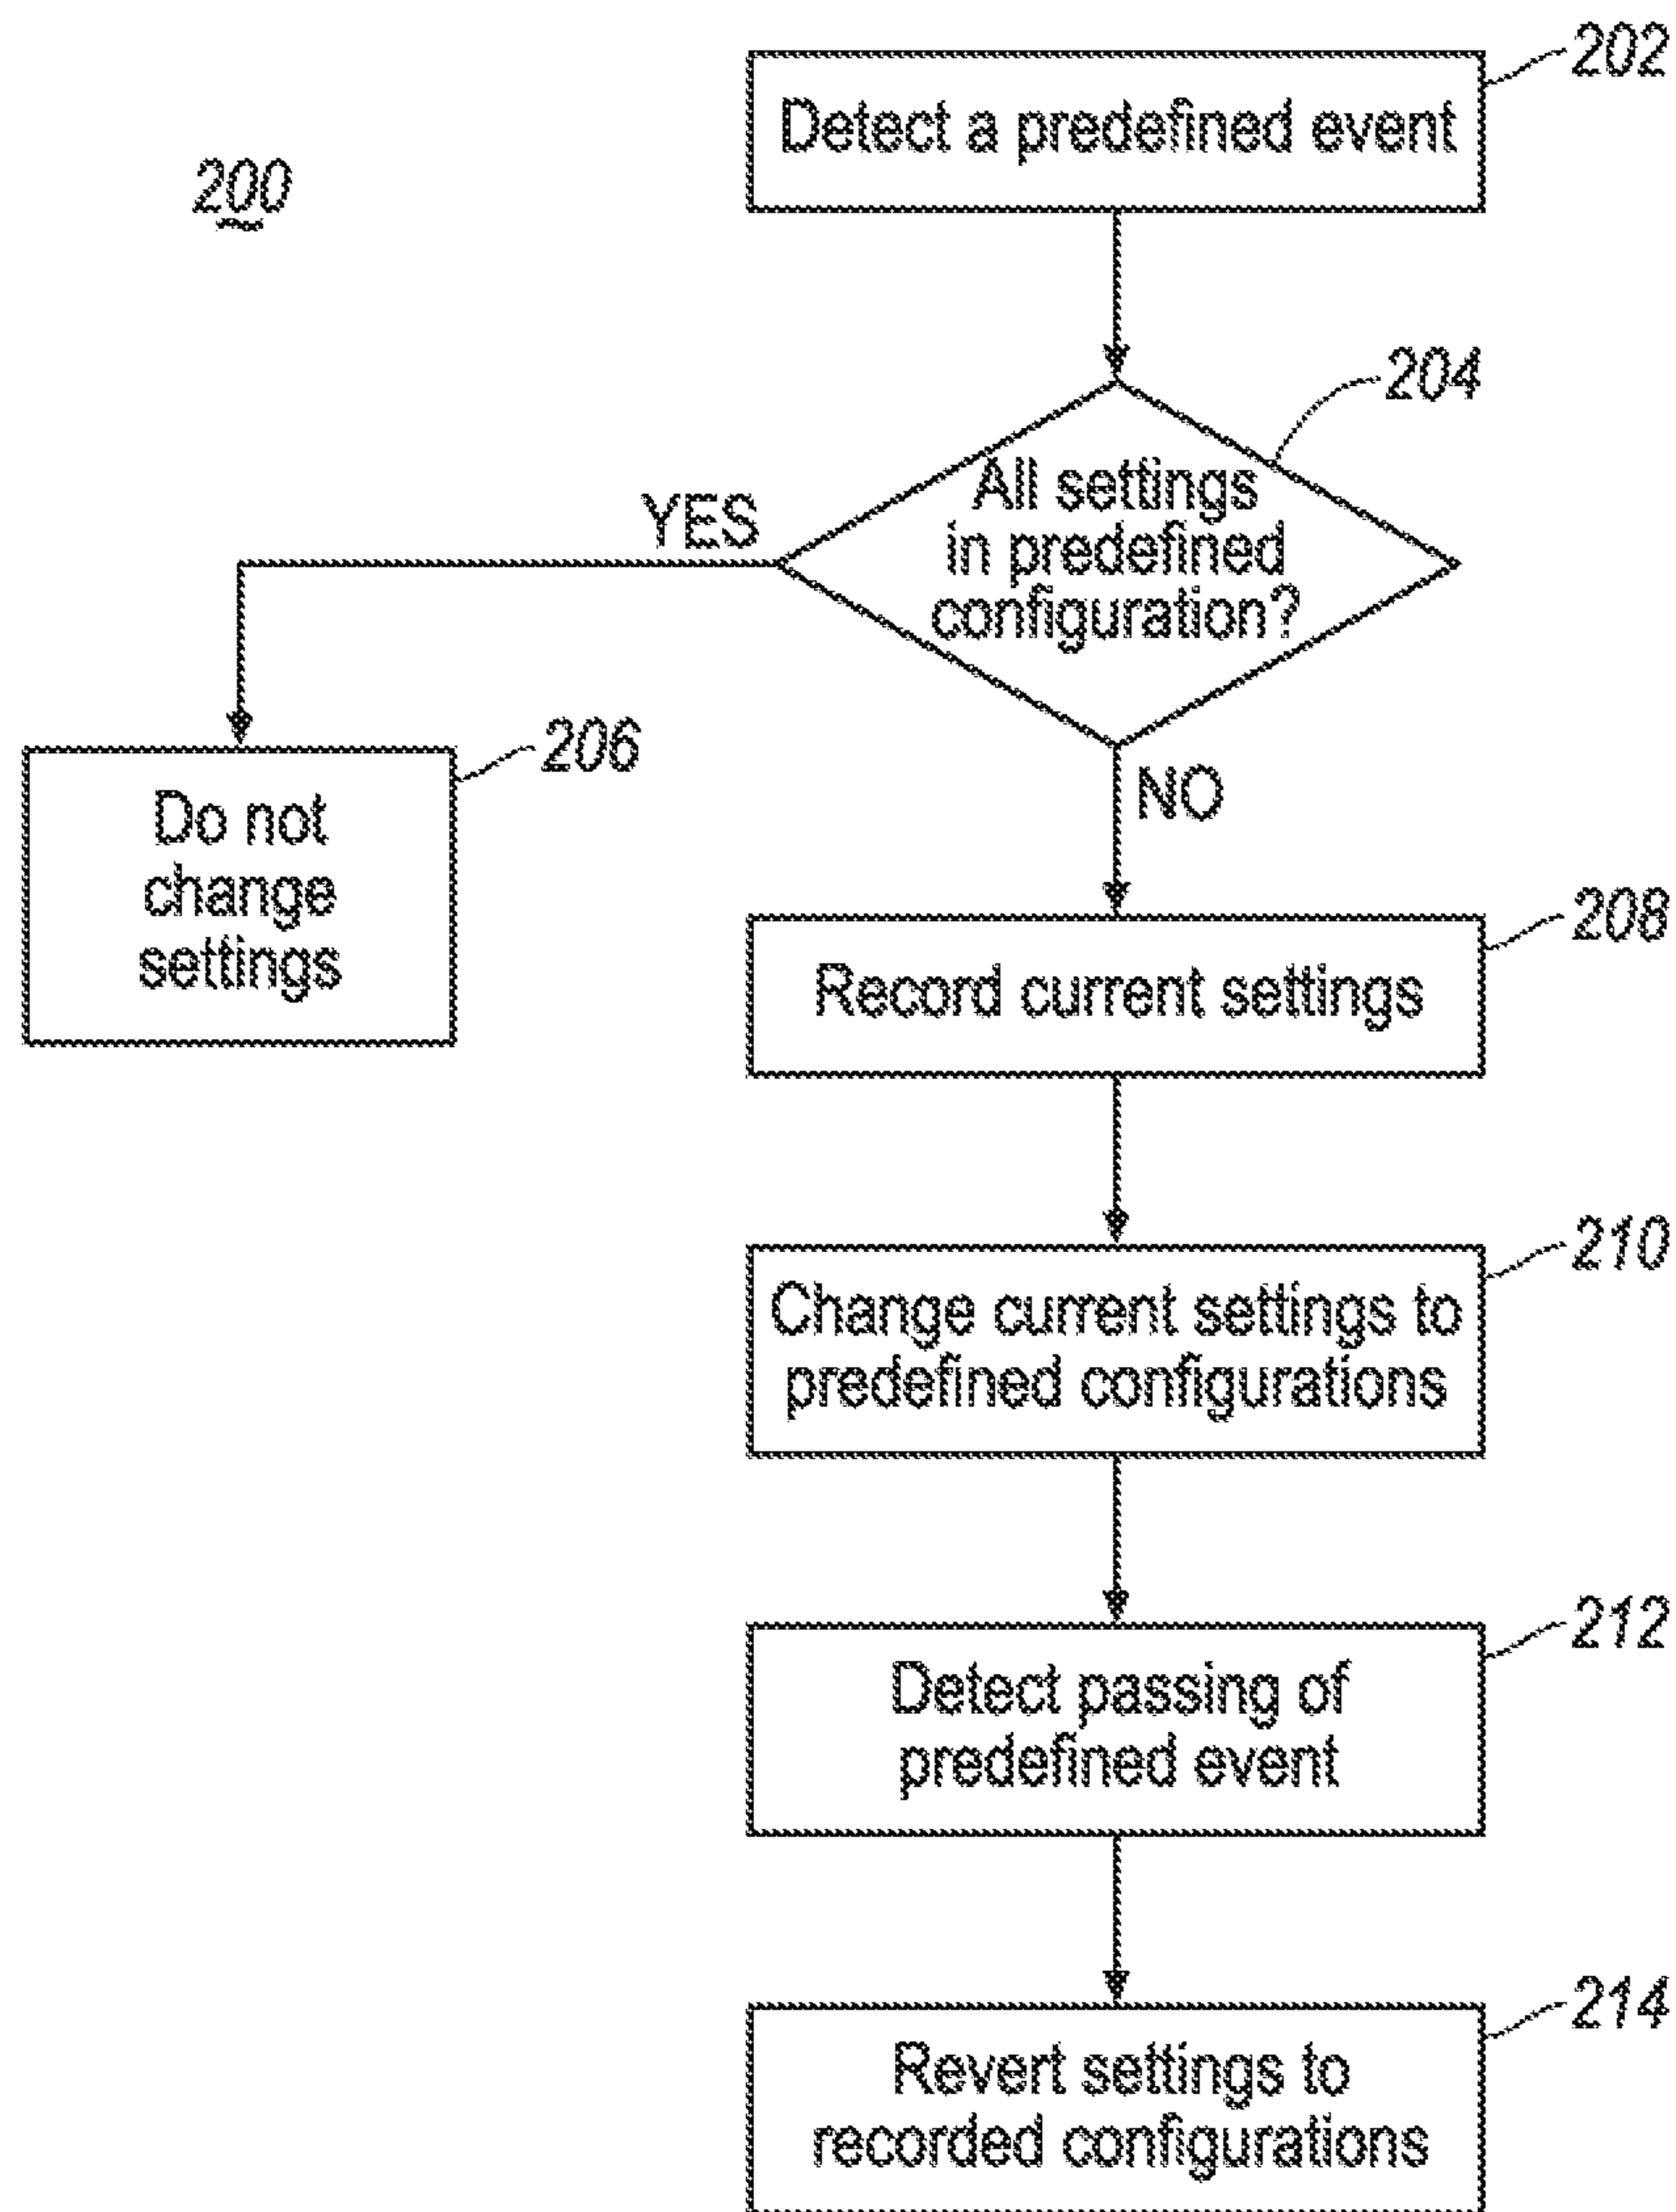 202
Detect a predefined event
200
204
All settings
in predefined
configuration?
YES
206
Do not
change
settings
NO
208
Record current settings
210
Change current settings to
predefined configurations
212
Detect passing of
predefined event
214
Revert settings to
recorded configurations